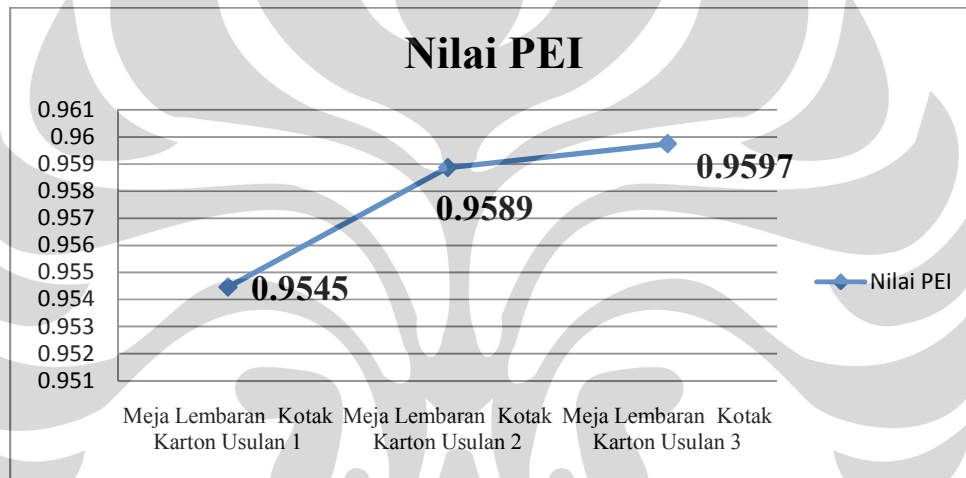 Nilai PEI
0.961
0.96
0.959
0.958
0.957
0.956
0.955
0.954
0.953
0.952
0.951
0.9545
0.9589
0.9597
Nilai PEI
Meja Lembaran Kotak
Karton Usulan 1
Meja Lembaran Kotak
Karton Usulan 2
Meja Lembaran Kotak
Karton Usulan 3